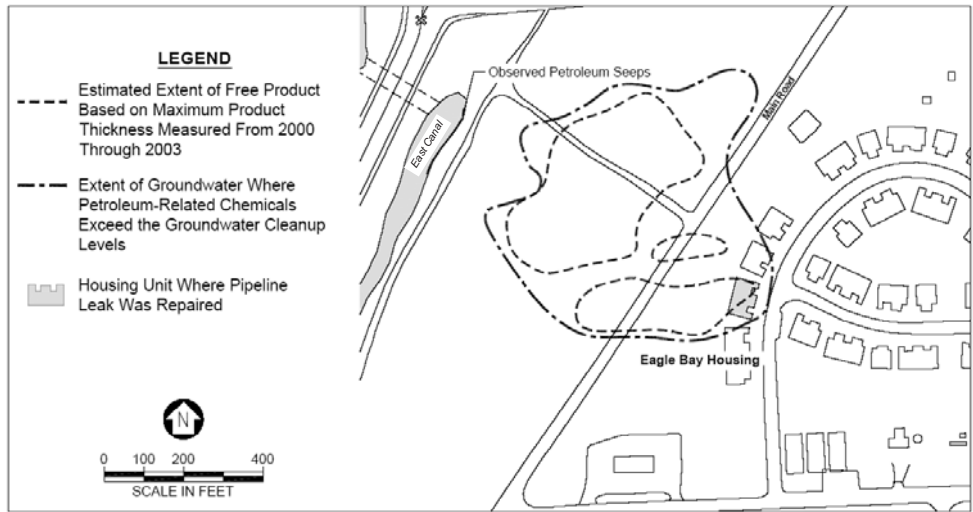 LEGEND
Estimated Extent of Free Product
Based on Maximum Product
Thickness Measured From 2000
Through 2003
Extent of Groundwater Where
Petroleum-Related Chemicals
Exceed the Groundwater Cleanup
Levels
Housing Unit Where Pipeline
Leak Was Repaired
N
0 100 200 400
SCALE IN FEET
Observed Petroleum Seeps
East Canal
Main Road
Eagle Bay Housing